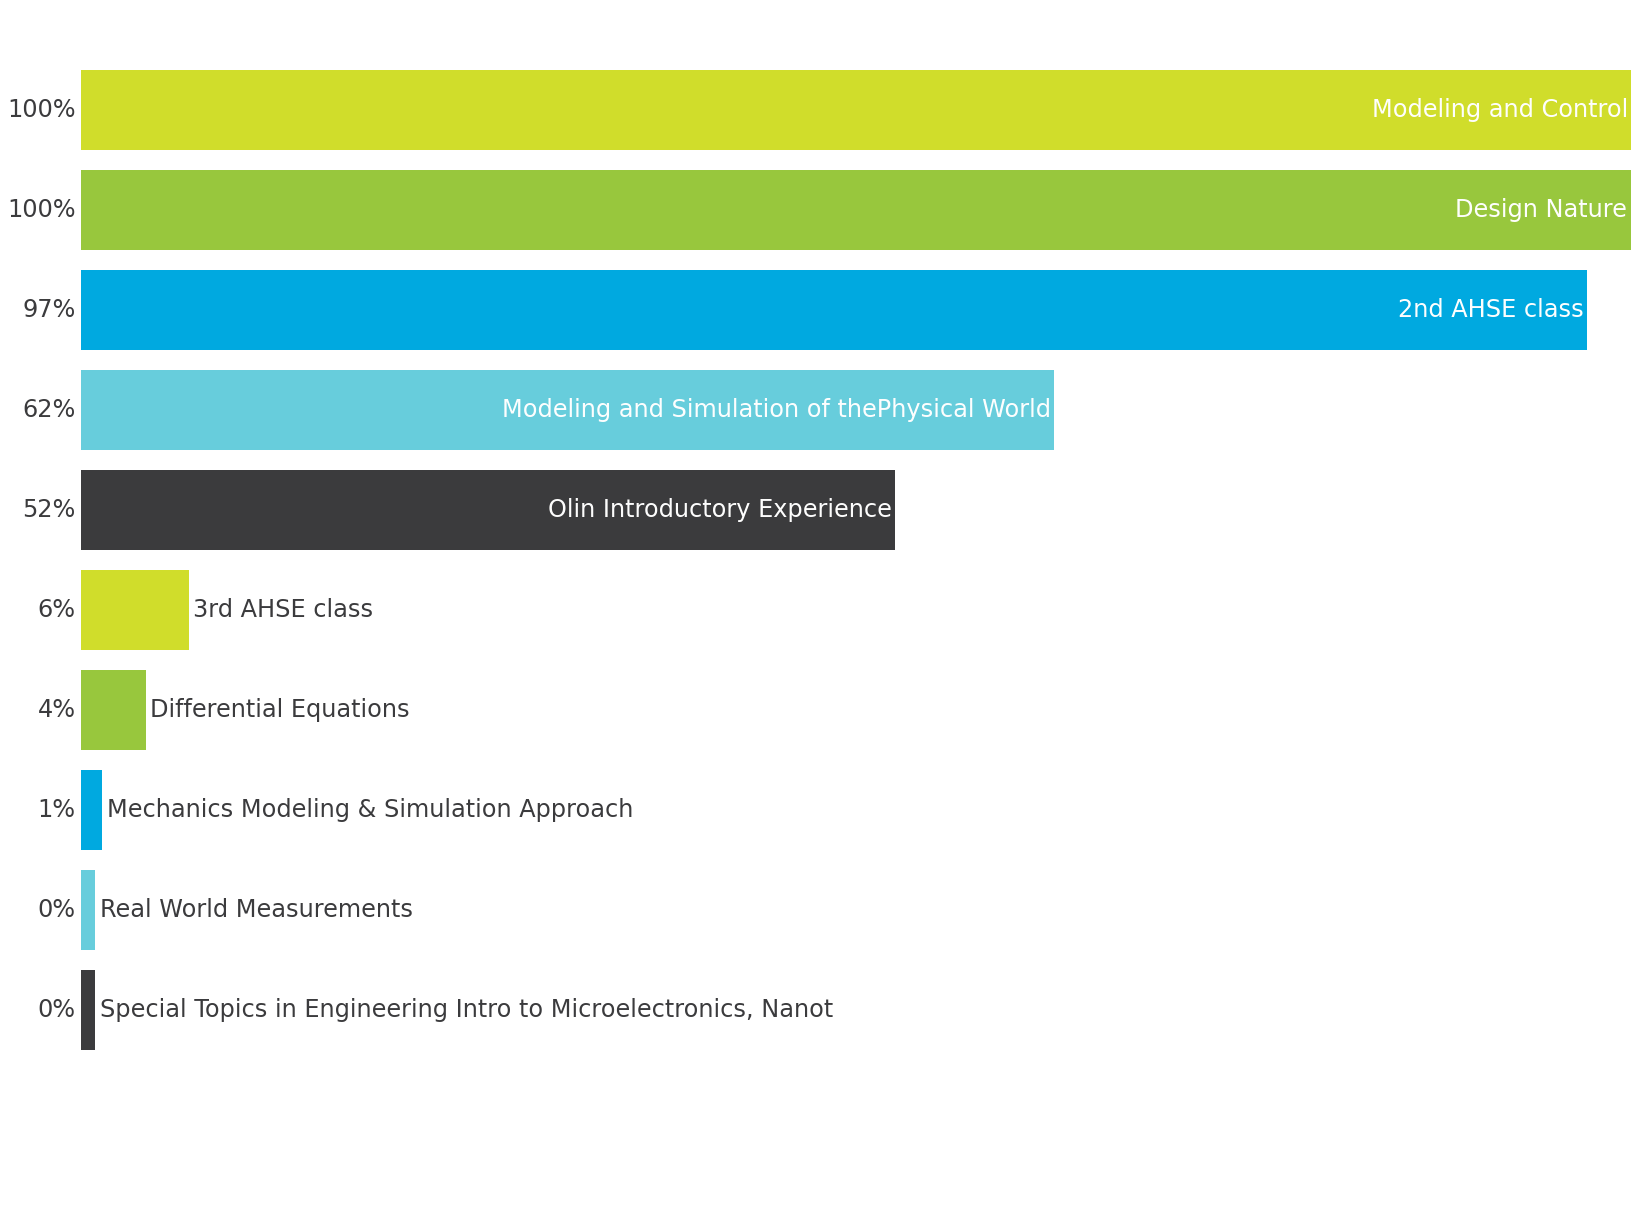 100% Modeling and Control
100% Design Nature
97% 2nd AHSE class
62% Modeling and Simulation of thePhysical World
52% Olin Introductory Experience
6% 3rd AHSE class
4% Differential Equations
1% Mechanics Modeling & Simulation Approach
0% Real World Measurements
0% Special Topics in Engineering Intro to Microelectronics, Nanot